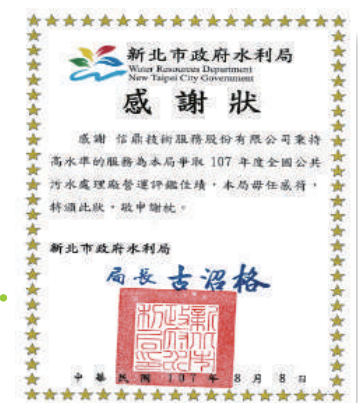 新北市政府水利局
Water Resources Department
New Taipei City Government
感謝狀
感謝 信鼎技術服務股份有限公司秉持
高水準的服務為本局爭取 107 年度全國公共
污水處理廠營運評鑑佳績，本局毋任感荷，
特頒此狀，敬申謝忱。
新北市政府水利局
局長 古沼格
中華民國 107 年 8 月 8 日